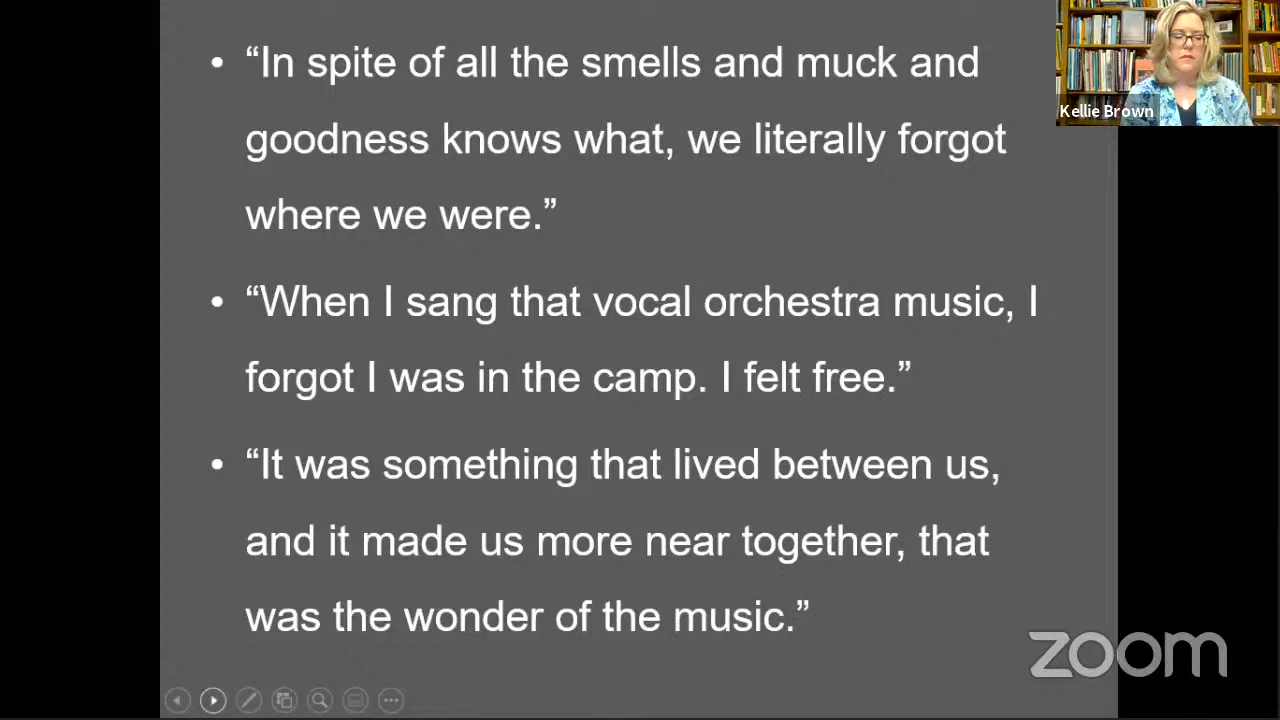 • “In spite of all the smells and muck and
goodness knows what, we literally forgot
where we were.”
• “When I sang that vocal orchestra music, I
forgot I was in the camp. I felt free.”
• “It was something that lived between us,
and it made us more near together, that
was the wonder of the music.”
Kellie Brown
zoom